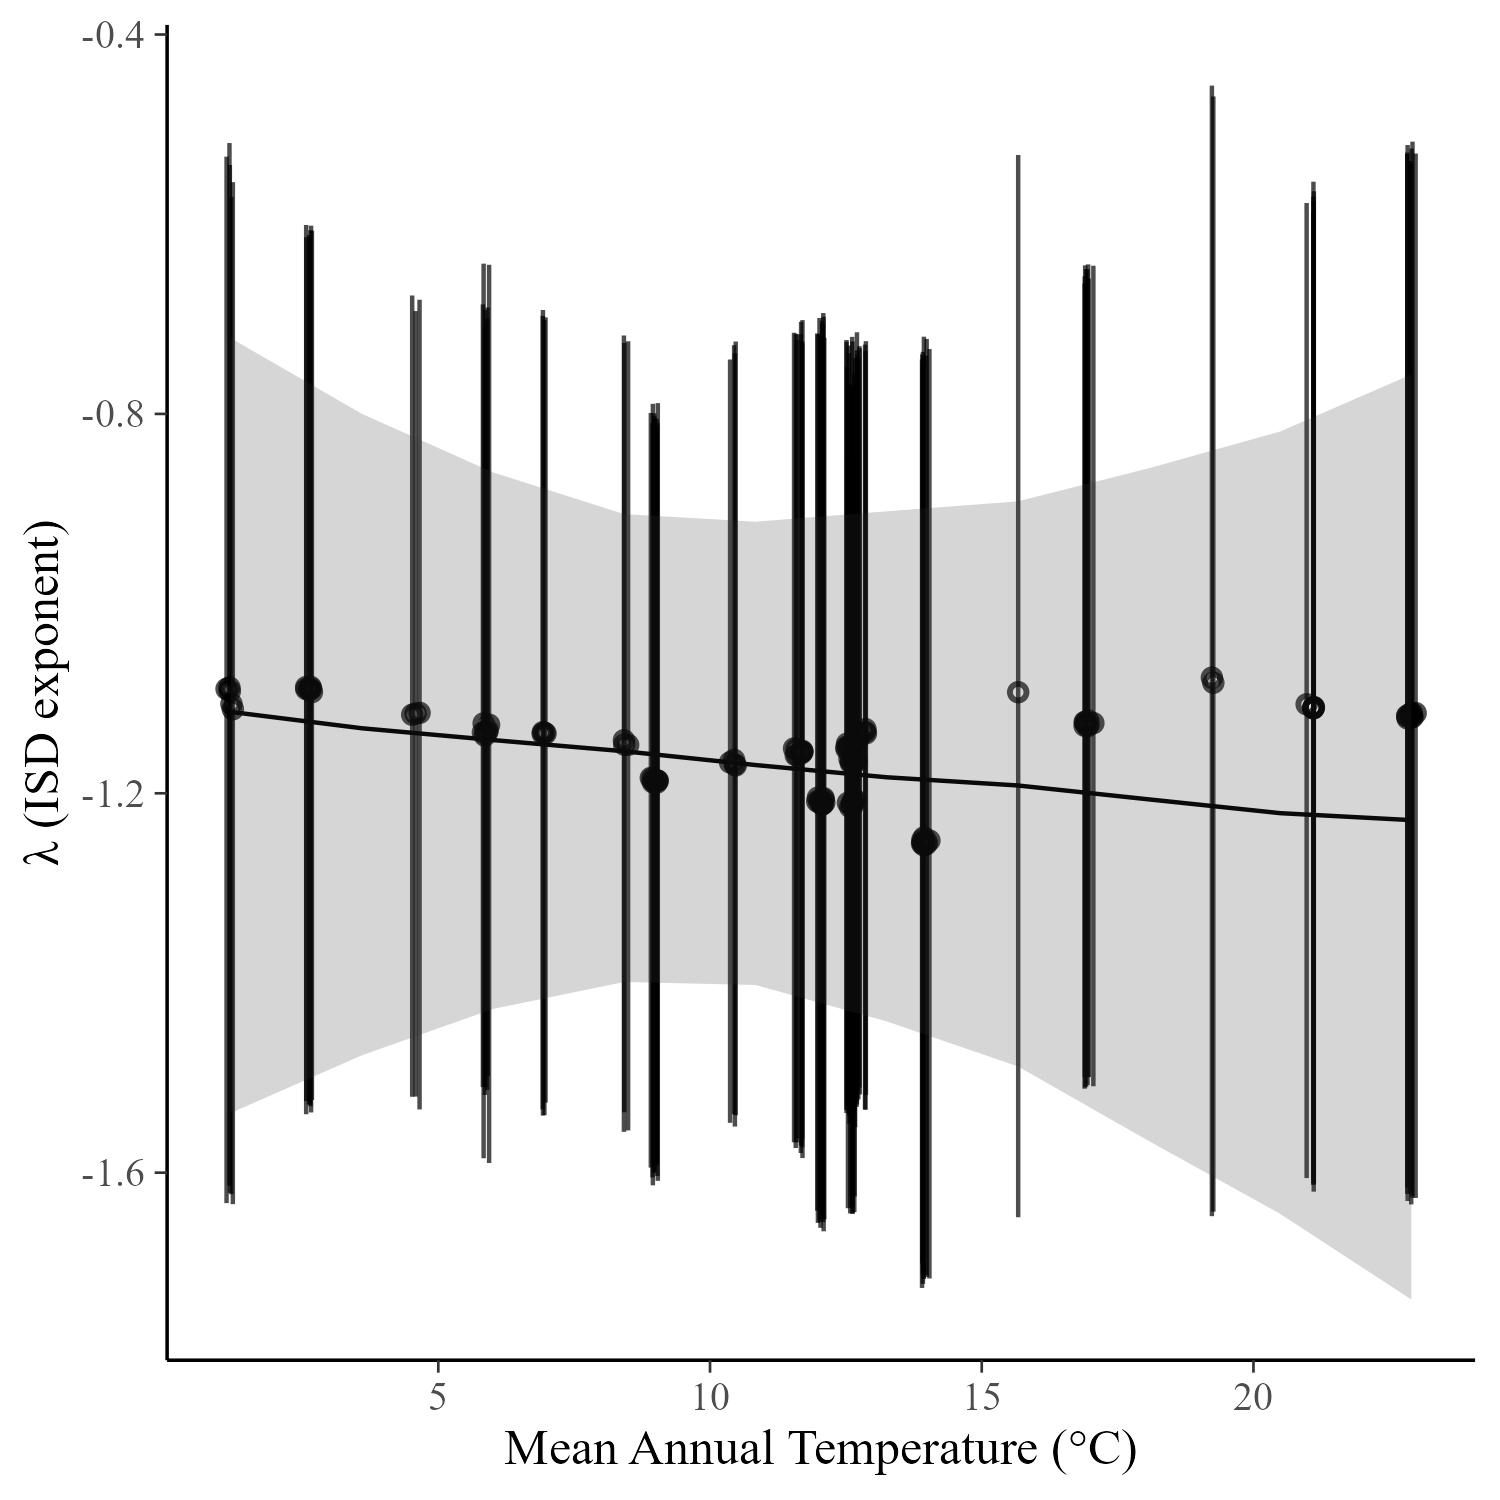 -0.4
-0.8
-1.2
-1.6
λ (ISD exponent)
5 10 15 20
Mean Annual Temperature (°C)